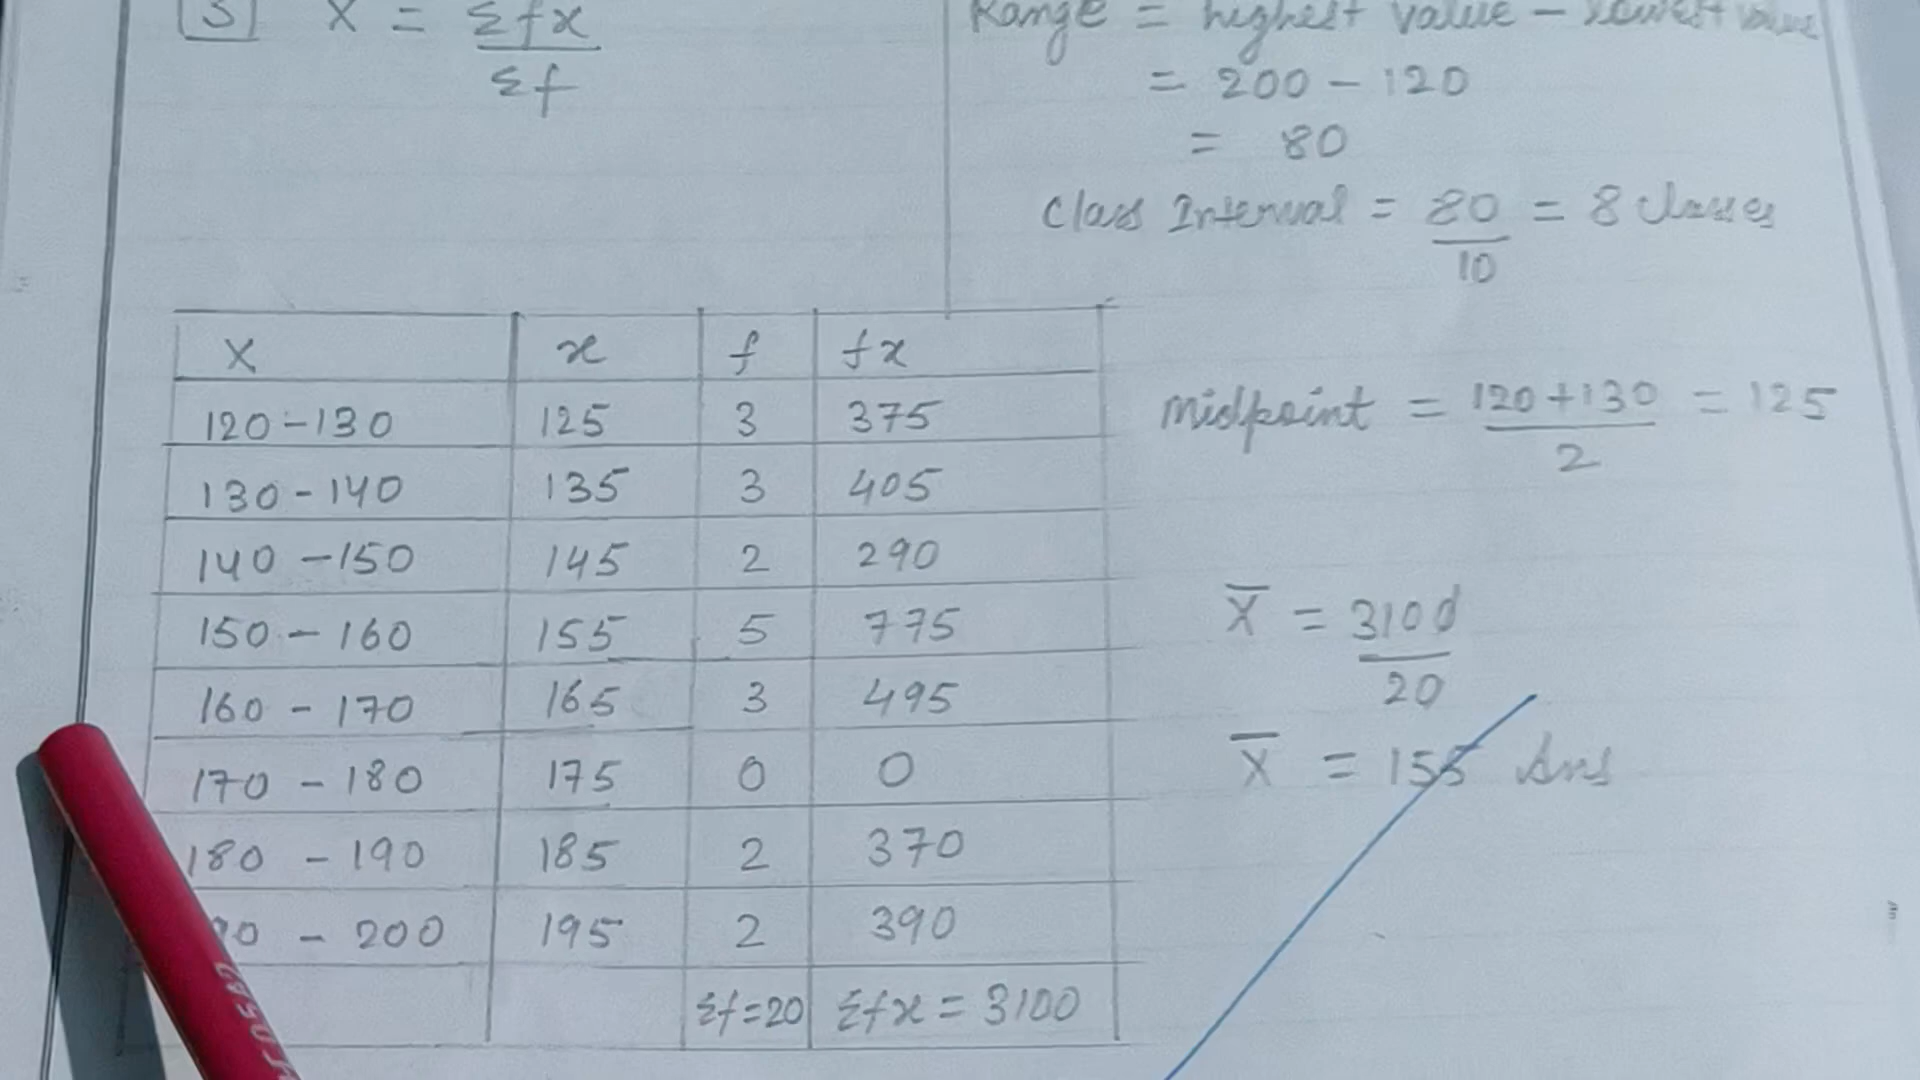 3 X = Σfx
Σf
Range = highest value - lowest value
= 200 - 120
= 80
Class Interval = 80 = 8 Classes
10
X x f fx
120-130 125 3 375
130-140 135 3 405
140-150 145 2 290
150-160 155 5 775
160-170 165 3 495
170-180 175 0 0
180-190 185 2 370
90-200 195 2 390
Σf=20 Σfx=3100
midpoint = 120+130 = 125
2
X̄ = 3100
20
X̄ = 155 Ans